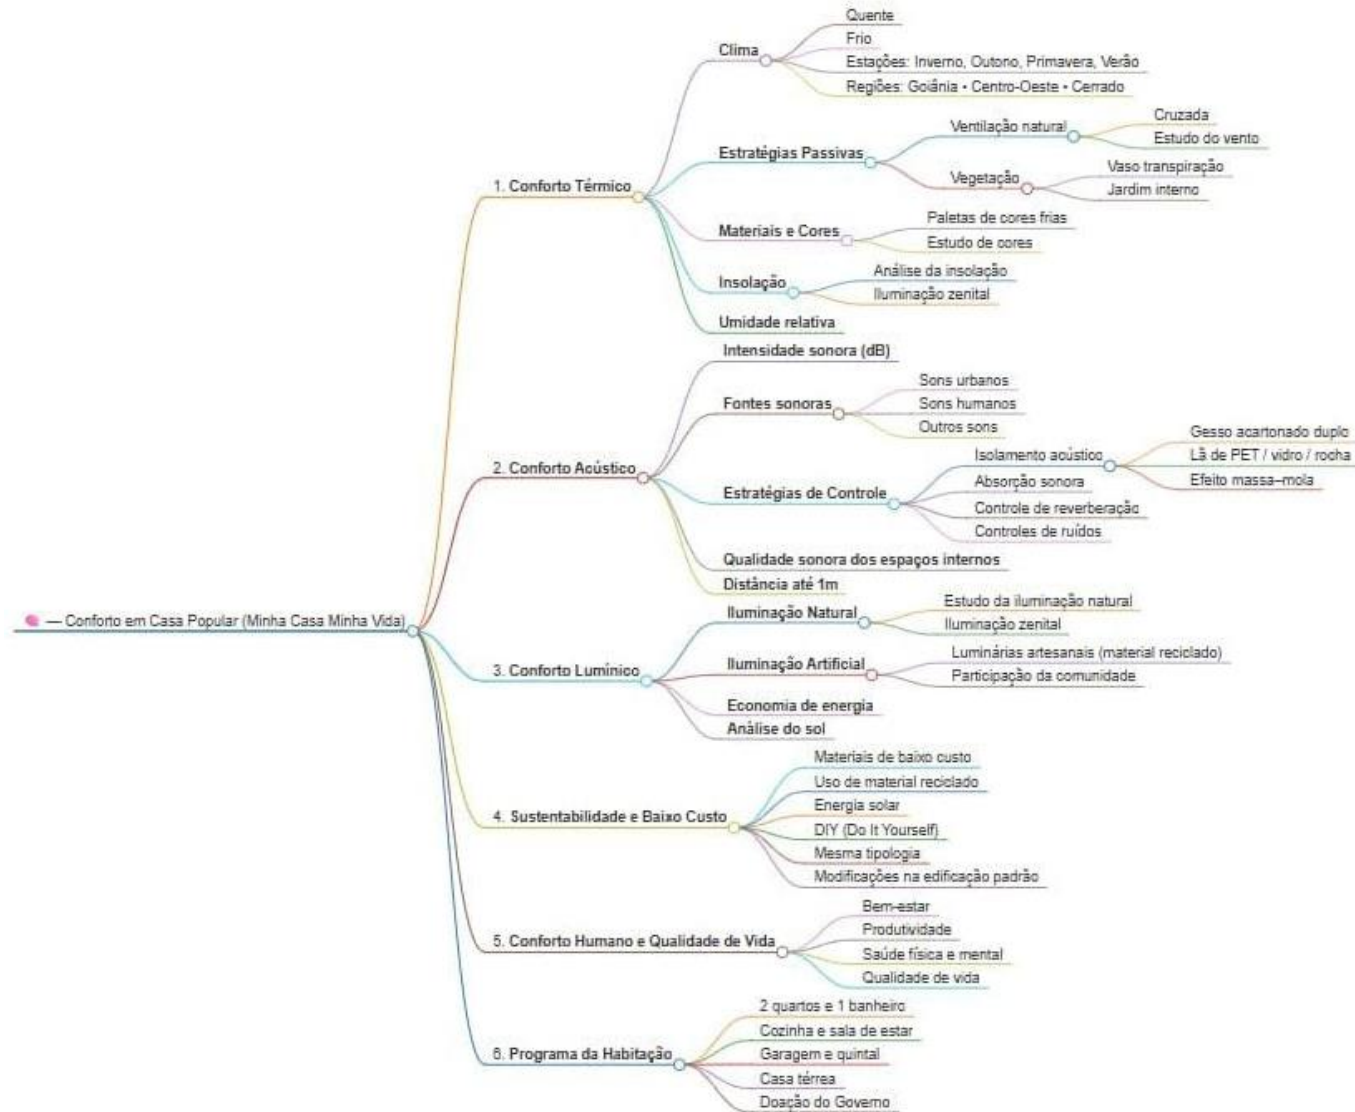 — Conforto em Casa Popular (Minha Casa Minha Vida)
1. Conforto Térmico
Clima
Quente
Frio
Estações: Inverno, Outono, Primavera, Verão
Regiões: Goiânia • Centro-Oeste • Cerrado
Estratégias Passivas
Ventilação natural
Cruzada
Estudo do vento
Vegetação
Vaso transpiração
Jardim interno
Materiais e Cores
Paletas de cores frias
Estudo de cores
Insolação
Análise da insolação
Iluminação zenital
Umidade relativa
2. Conforto Acústico
Intensidade sonora (dB)
Fontes sonoras
Sons urbanos
Sons humanos
Outros sons
Estratégias de Controle
Isolamento acústico
Gesso acartonado duplo
Lã de PET / vidro / rocha
Efeito massa–mola
Absorção sonora
Controle de reverberação
Controles de ruídos
Qualidade sonora dos espaços internos
Distância até 1m
3. Conforto Lumínico
Iluminação Natural
Estudo da iluminação natural
Iluminação zenital
Iluminação Artificial
Luminárias artesanais (material reciclado)
Participação da comunidade
Economia de energia
Análise do sol
4. Sustentabilidade e Baixo Custo
Materiais de baixo custo
Uso de material reciclado
Energia solar
DIY (Do It Yourself)
Mesma tipologia
Modificações na edificação padrão
5. Conforto Humano e Qualidade de Vida
Bem-estar
Produtividade
Saúde física e mental
Qualidade de vida
6. Programa da Habitação
2 quartos e 1 banheiro
Cozinha e sala de estar
Garagem e quintal
Casa térrea
Doação do Governo